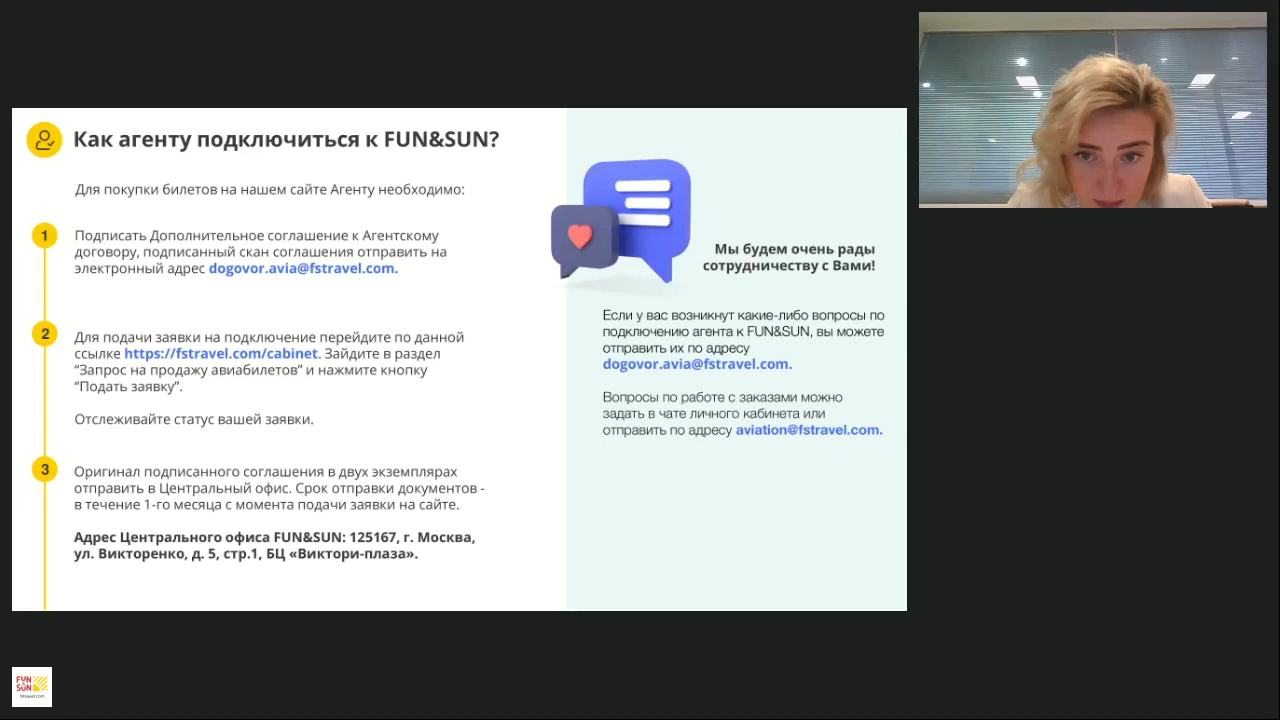 Как агенту подключиться к FUN&SUN?
Для покупки билетов на нашем сайте Агенту необходимо:
1
Подписать Дополнительное соглашение к Агентскому
договору, подписанный скан соглашения отправить на
электронный адрес dogovor.avia@fstravel.com.
2
Для подачи заявки на подключение перейдите по данной
ссылке https://fstravel.com/cabinet. Зайдите в раздел
“Запрос на продажу авиабилетов” и нажмите кнопку
“Подать заявку”.
Отслеживайте статус вашей заявки.
3
Оригинал подписанного соглашения в двух экземплярах
отправить в Центральный офис. Срок отправки документов -
в течение 1-го месяца с момента подачи заявки на сайте.
Адрес Центрального офиса FUN&SUN: 125167, г. Москва,
ул. Викторенко, д. 5, стр.1, БЦ «Виктори-плаза».
Мы будем очень рады
сотрудничеству с Вами!
Если у вас возникнут какие-либо вопросы по
подключению агента к FUN&SUN, вы можете
отправить их по адресу
dogovor.avia@fstravel.com.
Вопросы по работе с заказами можно
задать в чате личного кабинета или
отправить по адресу aviation@fstravel.com.
FUN
&SUN
fstravel.com